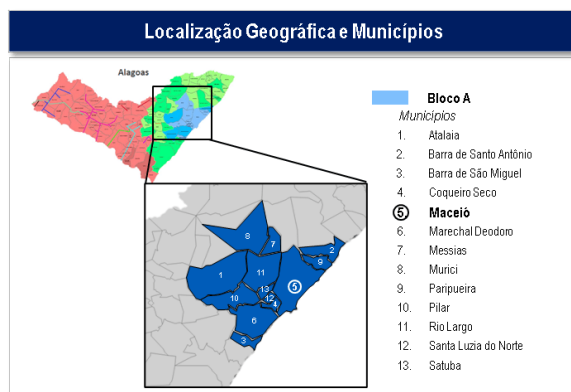 Localização Geográfica e Municípios
Alagoas
Bloco A
Municípios
1. Atalaia
2. Barra de Santo Antônio
3. Barra de São Miguel
4. Coqueiro Seco
5 Maceió
6. Marechal Deodoro
7. Messias
8. Murici
9. Paripueira
10. Pilar
11. Rio Largo
12. Santa Luzia do Norte
13. Satuba
8
7
2
9
1
11
13
5
12
10
4
6
3